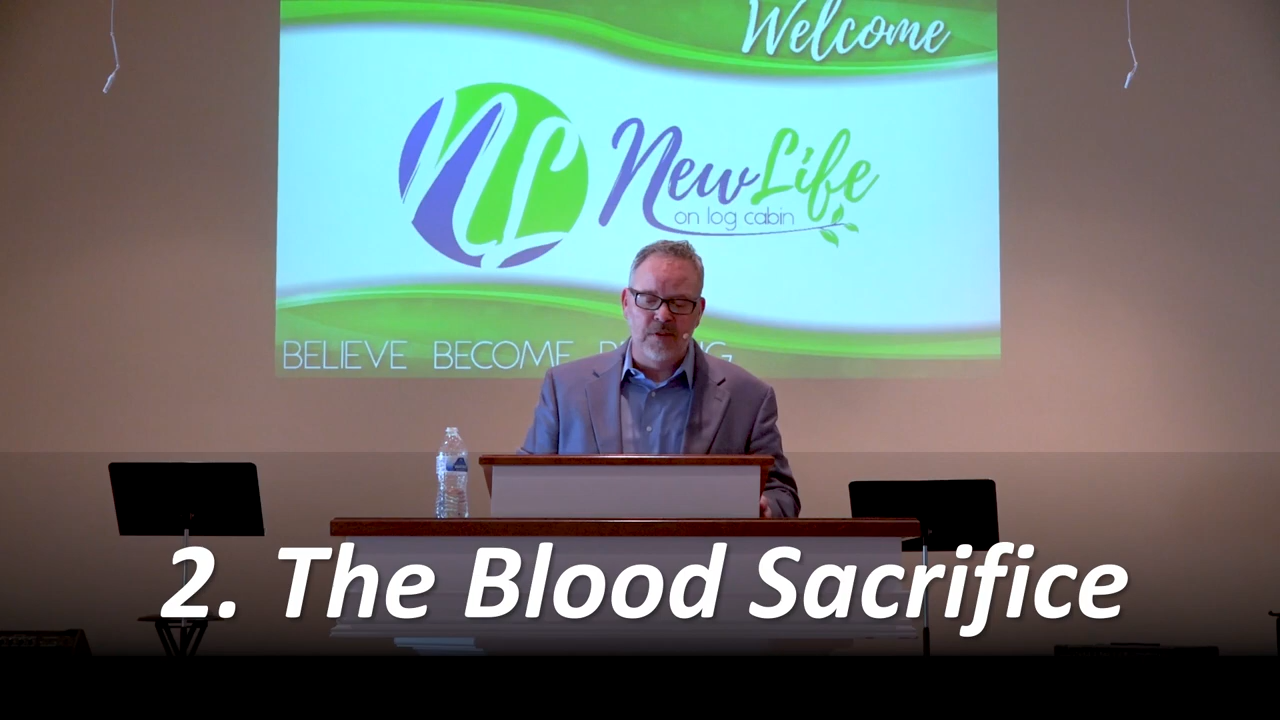 Welcome
NL
NewLife
on log cabin
BELIEVE BECOME
2. The Blood Sacrifice